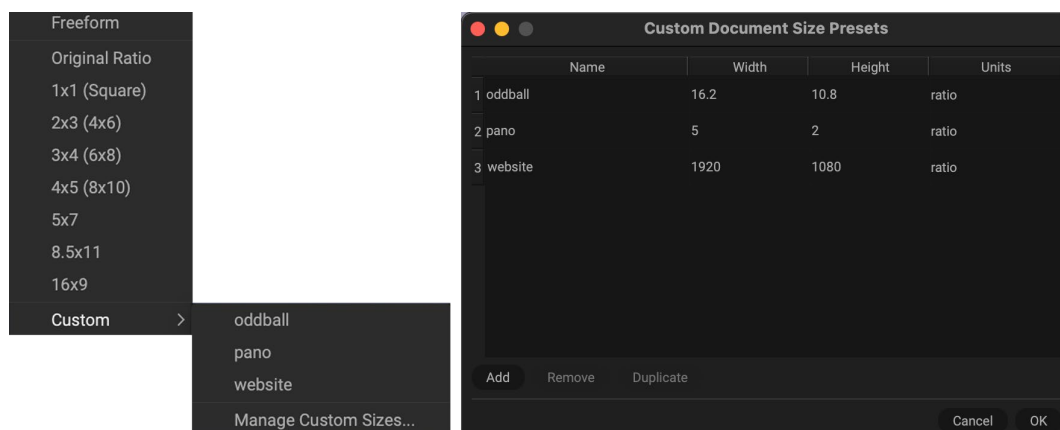 Freeform
Original Ratio
1x1 (Square)
2x3 (4x6)
3x4 (6x8)
4x5 (8x10)
5x7
8.5x11
16x9
Custom >
oddball
pano
website
Manage Custom Sizes...
Custom Document Size Presets
Name Width Height Units
1 oddball 16.2 10.8 ratio
2 pano 5 2 ratio
3 website 1920 1080 ratio
Add Remove Duplicate
Cancel OK